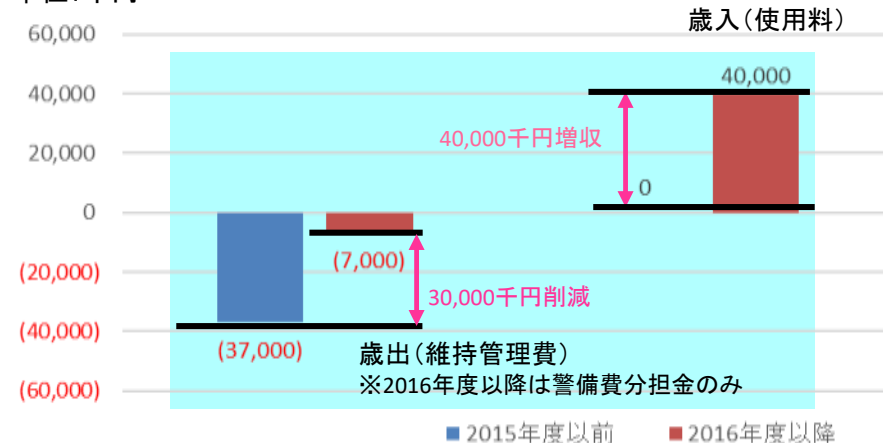 歳入（使用料）
60,000
40,000
40,000
40,000千円増収
20,000
0
0
(7,000)
(20,000)
30,000千円削減
(40,000)
(37,000)
歳出（維持管理費）
※2016年度以降は警備費分担金のみ
(60,000)
2015年度以前 2016年度以降